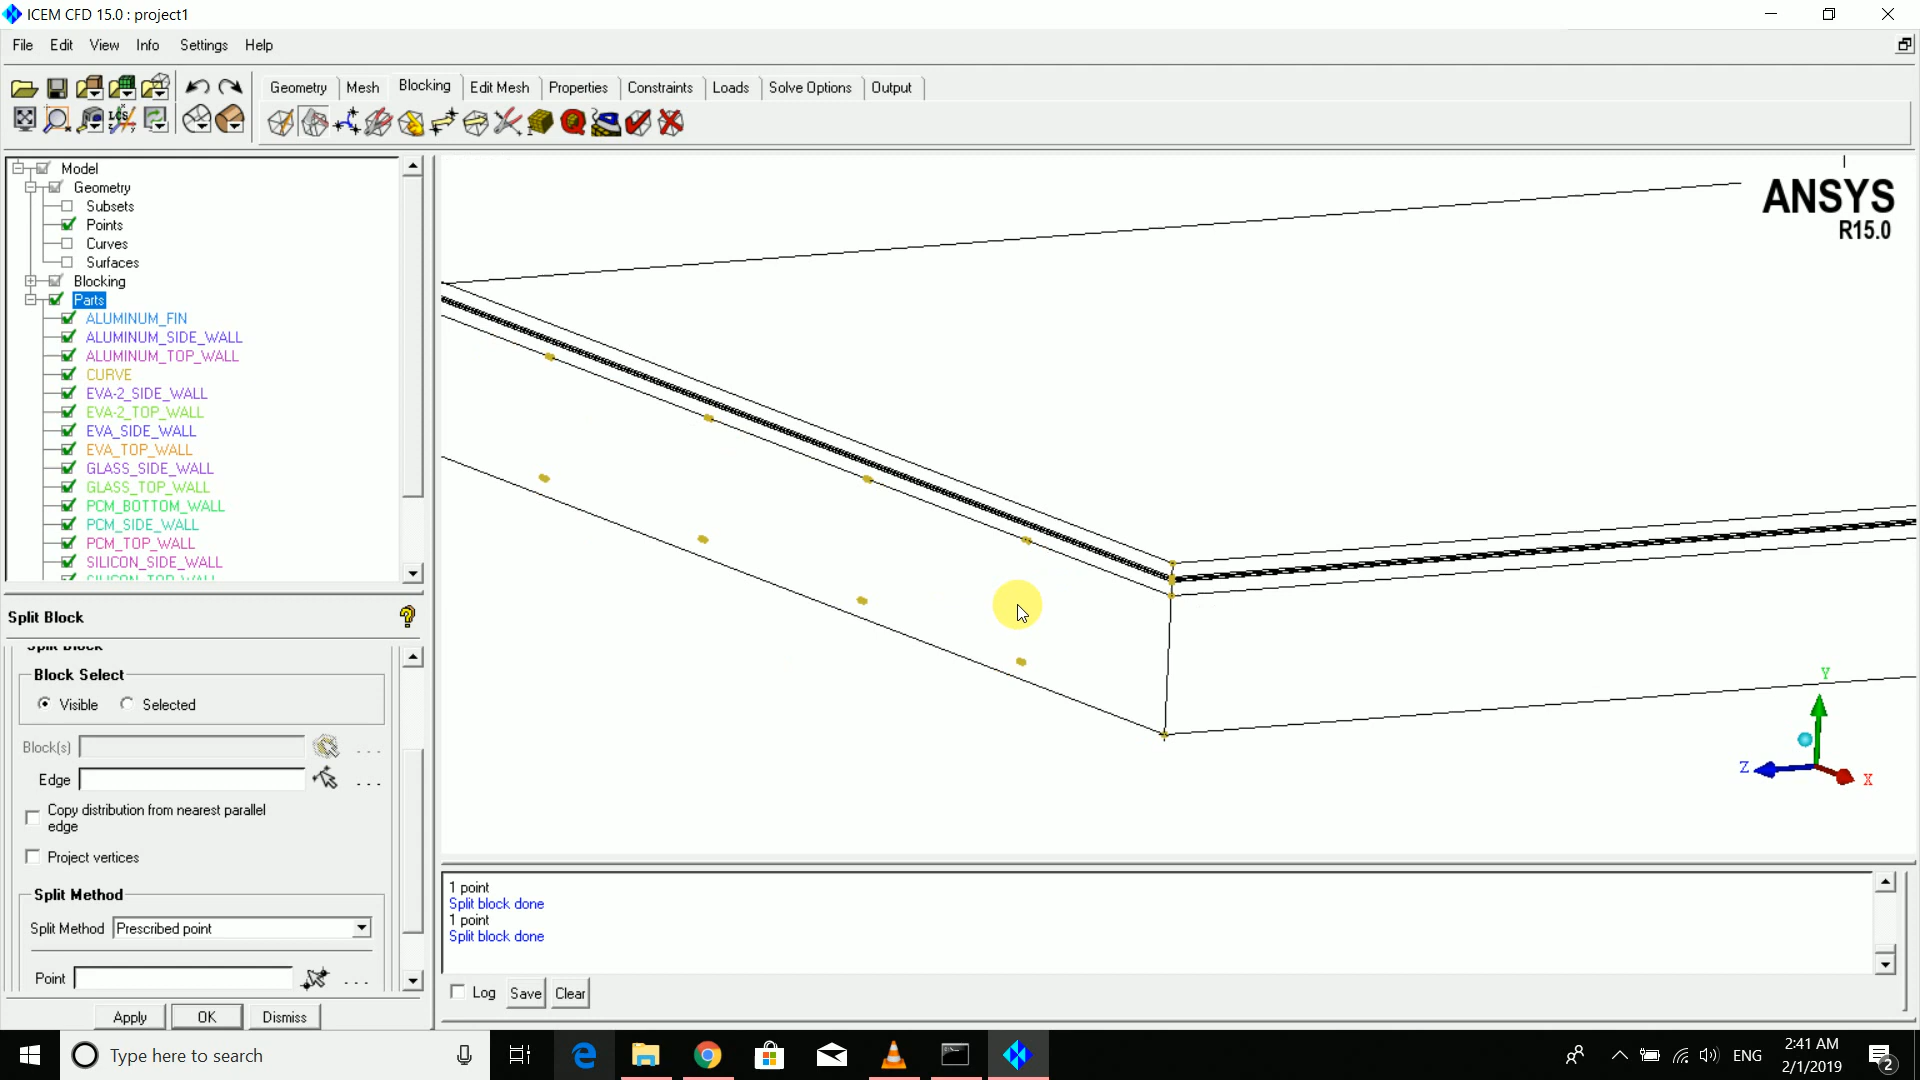 ICEM CFD 15.0 : project1
File Edit View Info Settings Help
Geometry Mesh Blocking Edit Mesh Properties Constraints Loads Solve Options Output
Model
Geometry
Subsets
Points
Curves
Surfaces
Blocking
Parts
ALUMINUM_FIN
ALUMINUM_SIDE_WALL
ALUMINUM_TOP_WALL
CURVE
EVA-2_SIDE_WALL
EVA-2_TOP_WALL
EVA_SIDE_WALL
EVA_TOP_WALL
GLASS_SIDE_WALL
GLASS_TOP_WALL
PCM_BOTTOM_WALL
PCM_SIDE_WALL
PCM_TOP_WALL
SILICON_SIDE_WALL
SILICON_TOP_WALL
ANSYS
R15.0
Y
Z
X
Split Block
Split Block
Block Select
Visible Selected
Block(s) ...
Edge ...
Copy distribution from nearest parallel
edge
Project vertices
Split Method
Split Method Prescribed point
Point ...
Apply OK Dismiss
1 point
Split block done
1 point
Split block done
Log Save Clear
Type here to search
ENG
2:41 AM
2/1/2019
2